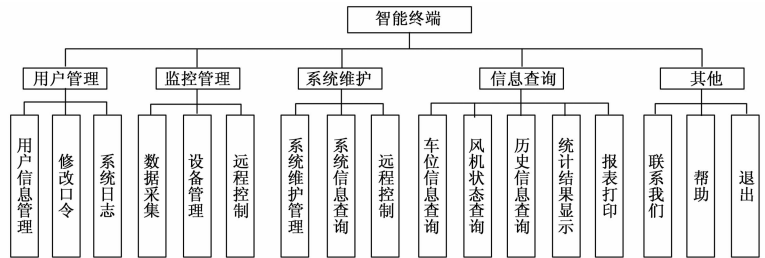 智能终端
用户管理
监控管理
系统维护
信息查询
其他
用户信息管理
修改口令
系统日志
数据采集
设备管理
远程控制
系统维护管理
系统信息查询
远程控制
车位信息查询
风机状态查询
历史信息查询
统计结果显示
报表打印
联系我们
帮助
退出